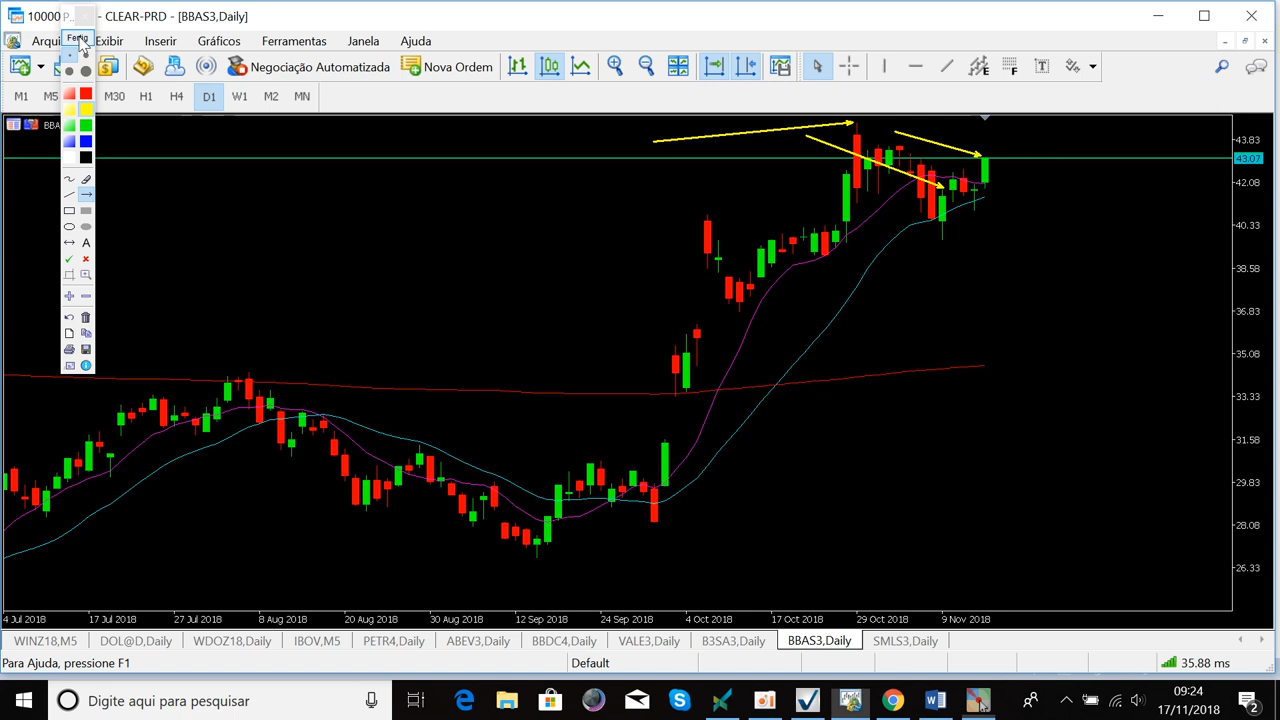 10000 P - CLEAR-PRD - [BBAS3,Daily]
Ferig
Arqui Exibir Inserir Gráficos Ferramentas Janela Ajuda
Negociação Automatizada Nova Ordem
M1 M5 M30 H1 H4 D1 W1 M2 MN
BBA
43.83
43.07
42.08
40.33
38.58
36.83
35.08
33.33
31.58
29.83
28.08
26.33
4 Jul 2018 17 Jul 2018 27 Jul 2018 8 Aug 2018 20 Aug 2018 30 Aug 2018 12 Sep 2018 24 Sep 2018 4 Oct 2018 17 Oct 2018 29 Oct 2018 9 Nov 2018
WINZ18,M5 DOL@D,Daily WDOZ18,Daily IBOV,M5 PETR4,Daily ABEV3,Daily BBDC4,Daily VALE3,Daily B3SA3,Daily BBAS3,Daily SMLS3,Daily
Para Ajuda, pressione F1 Default 35.88 ms
Digite aqui para pesquisar
09:24
17/11/2018
2